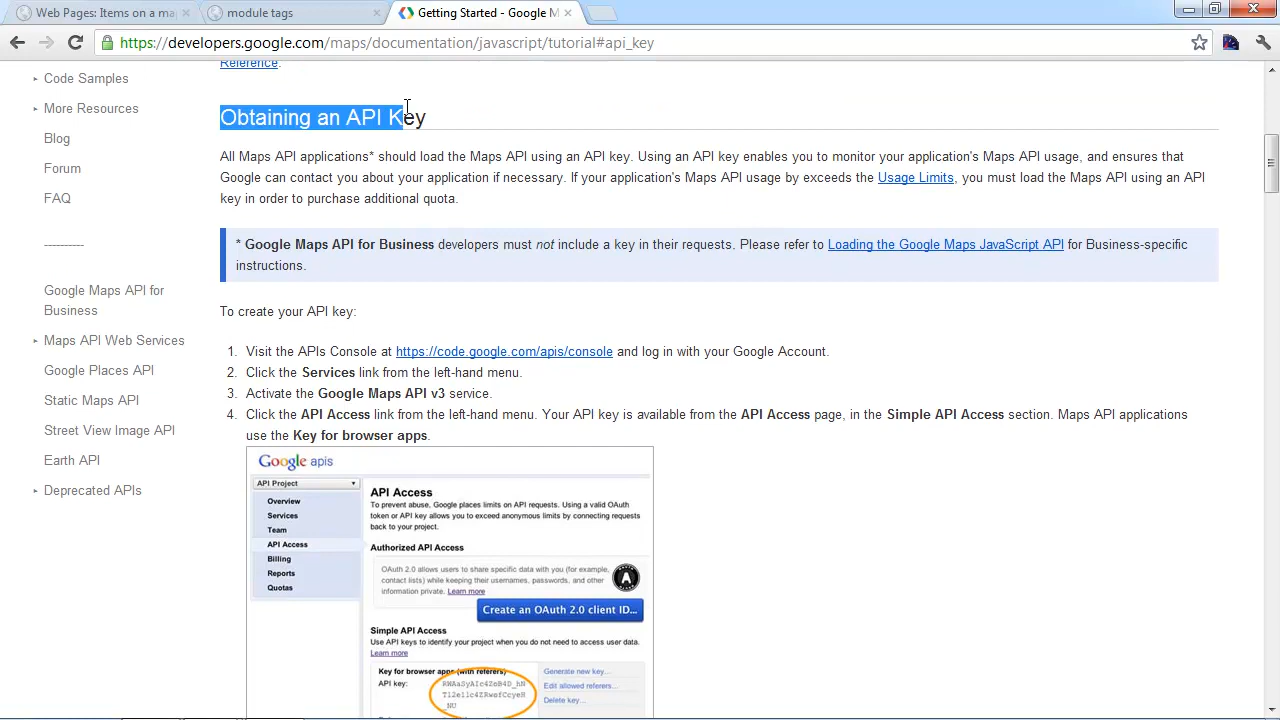 Web Pages: Items on a ma
module tags
Getting Started - Google M
https://developers.google.com/maps/documentation/javascript/tutorial#api_key
Reference.
Code Samples
More Resources
Blog
Forum
FAQ
----------
Google Maps API for
Business
Maps API Web Services
Google Places API
Static Maps API
Street View Image API
Earth API
Deprecated APIs
Obtaining an API Key
All Maps API applications* should load the Maps API using an API key. Using an API key enables you to monitor your application's Maps API usage, and ensures that
Google can contact you about your application if necessary. If your application's Maps API usage by exceeds the Usage Limits, you must load the Maps API using an API
key in order to purchase additional quota.
* Google Maps API for Business developers must not include a key in their requests. Please refer to Loading the Google Maps JavaScript API for Business-specific
instructions.
To create your API key:
1. Visit the APIs Console at https://code.google.com/apis/console and log in with your Google Account.
2. Click the Services link from the left-hand menu.
3. Activate the Google Maps API v3 service.
4. Click the API Access link from the left-hand menu. Your API key is available from the API Access page, in the Simple API Access section. Maps API applications
use the Key for browser apps.
Google apis
API Project
Overview
Services
Team
API Access
Billing
Reports
Quotas
API Access
To prevent abuse, Google places limits on API requests. Using a valid OAuth
token or API key allows you to exceed anonymous limits by connecting requests
back to your project.
Authorized API Access
OAuth 2.0 allows users to share specific data with you (for example,
contact lists) while keeping their usernames, passwords, and other
information private. Learn more
Create an OAuth 2.0 client ID...
Simple API Access
Use API keys to identify your project when you do not need to access user data.
Learn more
Key for browser apps (with referers)
API key:
Generate new key...
Edit allowed referers...
Delete key...